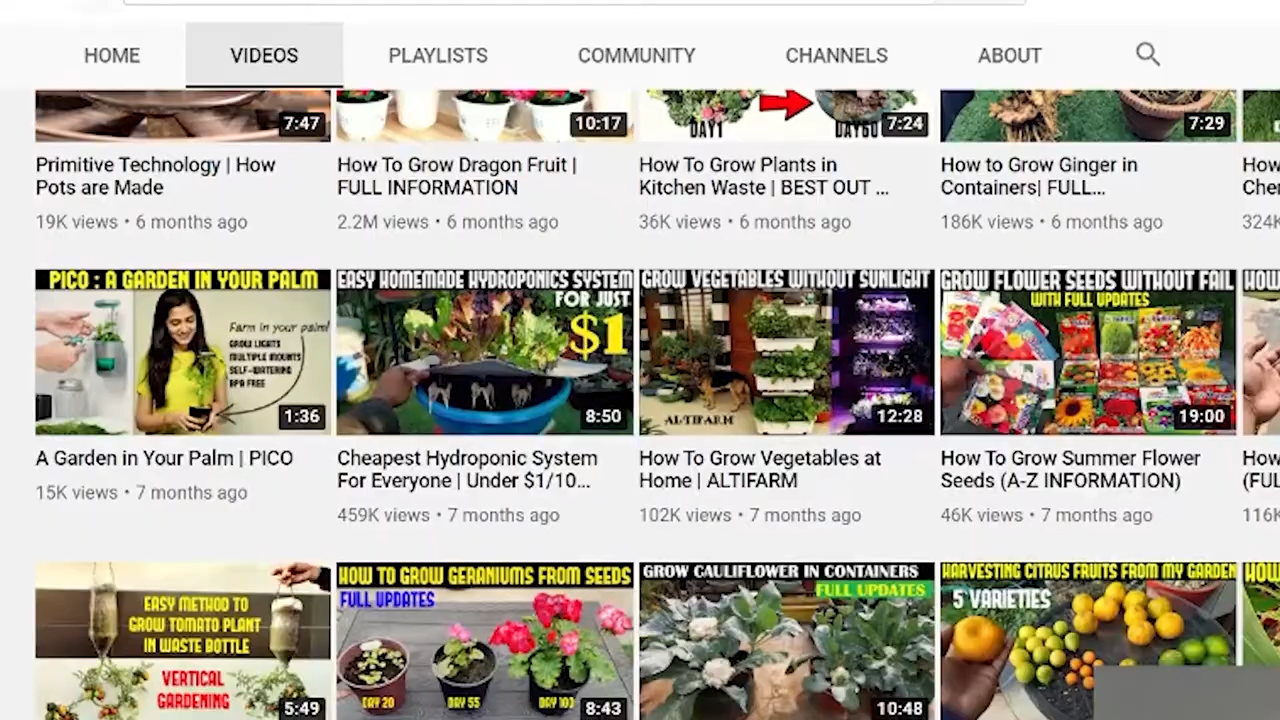 HOME VIDEOS PLAYLISTS COMMUNITY CHANNELS ABOUT
DAY1 DAY60
7:47 10:17 7:24 7:29
Primitive Technology | How
Pots are Made
19K views • 6 months ago
How To Grow Dragon Fruit |
FULL INFORMATION
2.2M views • 6 months ago
How To Grow Plants in
Kitchen Waste | BEST OUT ...
36K views • 6 months ago
How to Grow Ginger in
Containers| FULL...
186K views • 6 months ago
How
Cher
324K
PICO : A GARDEN IN YOUR PALM
Farm in your palm!
GROW LIGHTS
MULTIPLE MOUNTS
SELF-WATERING
BPA FREE
1:36
A Garden in Your Palm | PICO
15K views • 7 months ago
EASY HOMEMADE HYDROPONICS SYSTEM
FOR JUST
$1
8:50
Cheapest Hydroponic System
For Everyone | Under $1/10...
459K views • 7 months ago
GROW VEGETABLES WITHOUT SUNLIGHT
ALTIFARM
12:28
How To Grow Vegetables at
Home | ALTIFARM
102K views • 7 months ago
GROW FLOWER SEEDS WITHOUT FAIL
WITH FULL UPDATES
19:00
How To Grow Summer Flower
Seeds (A-Z INFORMATION)
46K views • 7 months ago
HOW
How
(FUL
116K
EASY METHOD TO
GROW TOMATO PLANT
IN WASTE BOTTLE
VERTICAL
GARDENING
5:49
HOW TO GROW GERANIUMS FROM SEEDS
FULL UPDATES
DAY 20 DAY 55 DAY 100
8:43
GROW CAULIFLOWER IN CONTAINERS
FULL UPDATES
10:48
HARVESTING CITRUS FRUITS FROM MY GARDEN
5 VARIETIES
HOW